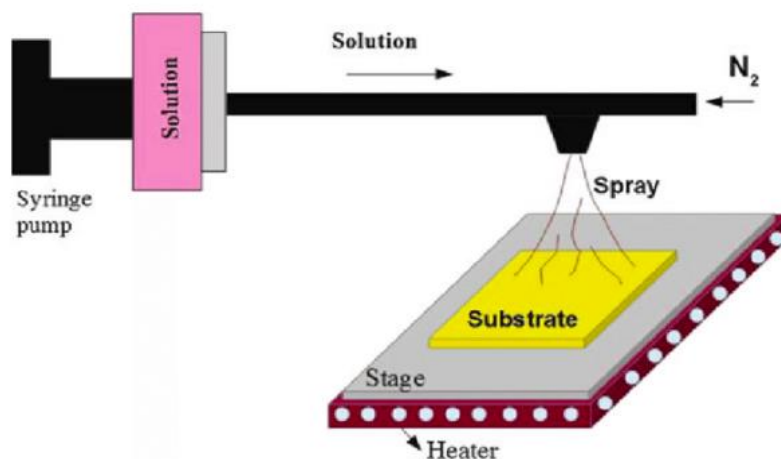 Solution
Solution
N2
Syringe
pump
Spray
Substrate
Stage
Heater